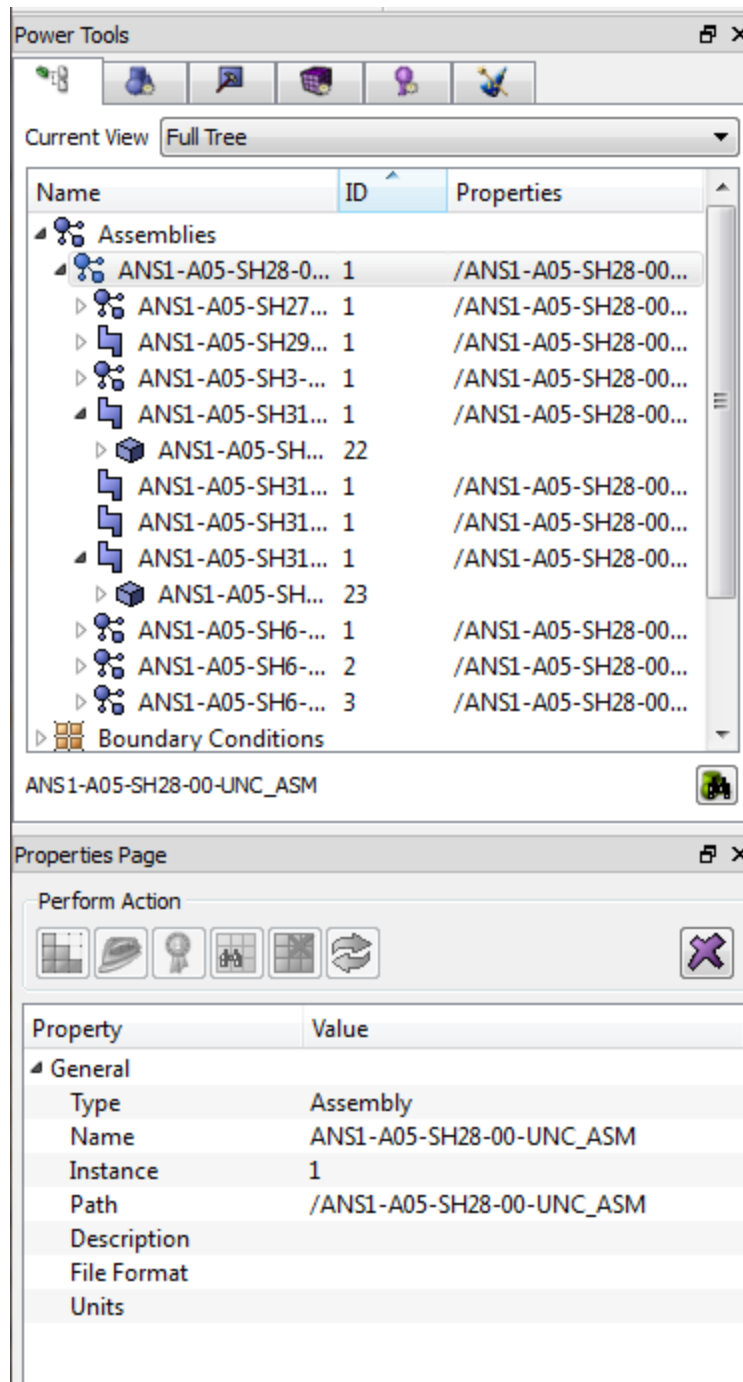 Power Tools
Current View Full Tree
Name ID Properties
Assemblies
ANS1-A05-SH28-0... 1 /ANS1-A05-SH28-00...
ANS1-A05-SH27... 1 /ANS1-A05-SH28-00...
ANS1-A05-SH29... 1 /ANS1-A05-SH28-00...
ANS1-A05-SH3-... 1 /ANS1-A05-SH28-00...
ANS1-A05-SH31... 1 /ANS1-A05-SH28-00...
ANS1-A05-SH... 22
ANS1-A05-SH31... 1 /ANS1-A05-SH28-00...
ANS1-A05-SH31... 1 /ANS1-A05-SH28-00...
ANS1-A05-SH31... 1 /ANS1-A05-SH28-00...
ANS1-A05-SH... 23
ANS1-A05-SH6-... 1 /ANS1-A05-SH28-00...
ANS1-A05-SH6-... 2 /ANS1-A05-SH28-00...
ANS1-A05-SH6-... 3 /ANS1-A05-SH28-00...
Boundary Conditions
ANS1-A05-SH28-00-UNC_ASM
Properties Page
Perform Action
Property Value
General
Type Assembly
Name ANS1-A05-SH28-00-UNC_ASM
Instance 1
Path /ANS1-A05-SH28-00-UNC_ASM
Description
File Format
Units